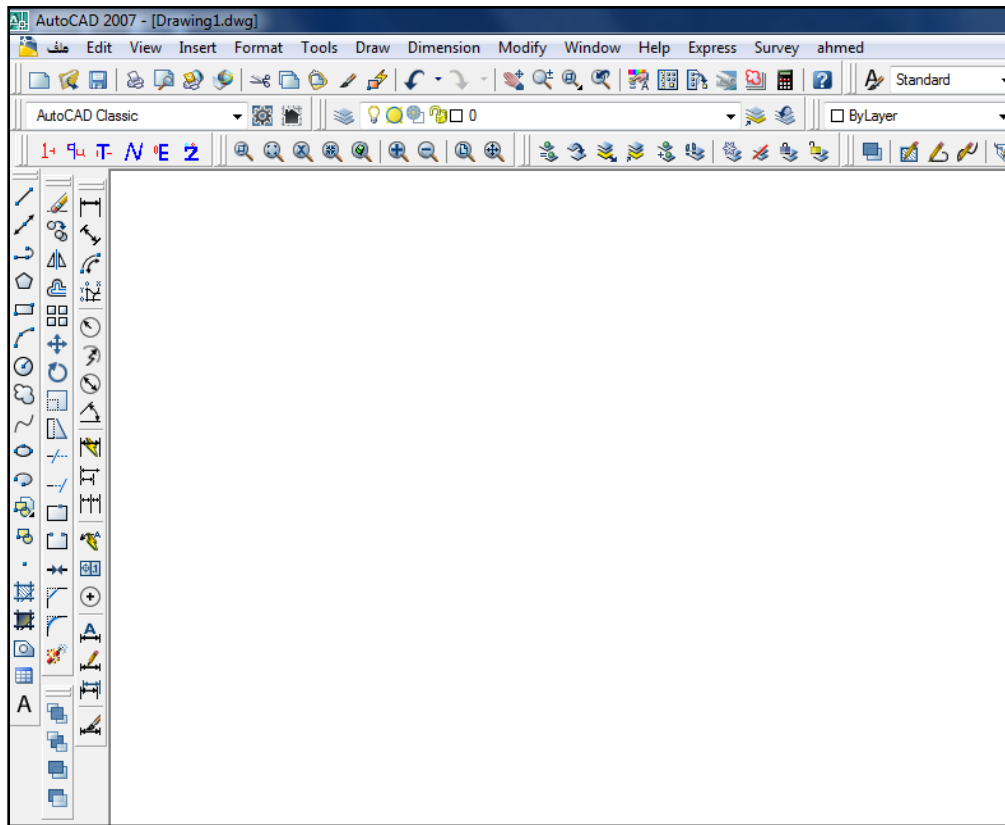 AutoCAD 2007 - [Drawing1.dwg]
ملف Edit View Insert Format Tools Draw Dimension Modify Window Help Express Survey ahmed
Standard
AutoCAD Classic 0 ByLayer
A